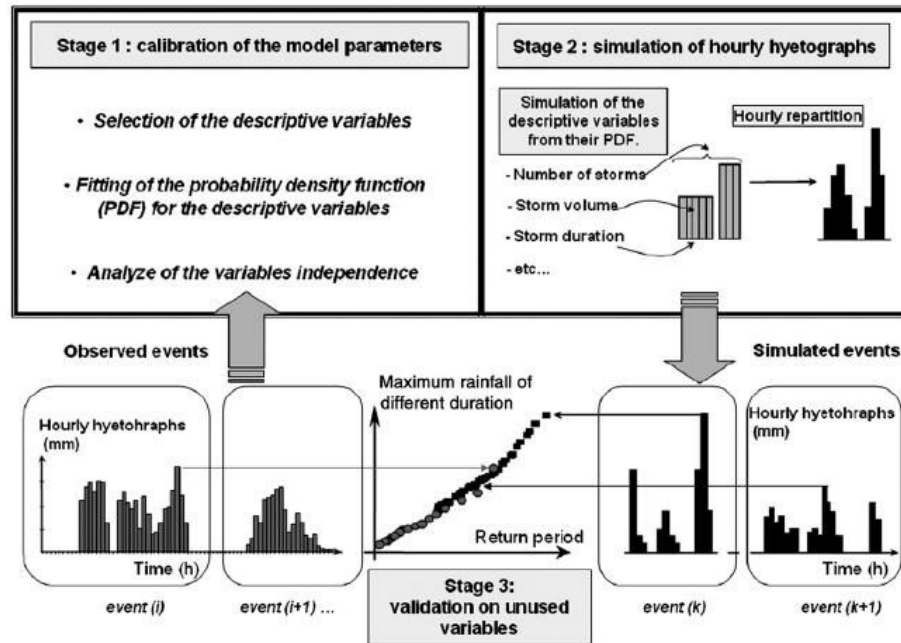 Stage 1 : calibration of the model parameters
• Selection of the descriptive variables
• Fitting of the probability density function
(PDF) for the descriptive variables
• Analyze of the variables independence
Stage 2 : simulation of hourly hyetographs
Simulation of the
descriptive variables
from their PDF.
Hourly repartition
- Number of storms
- Storm volume
- Storm duration
- etc...
Observed events
Simulated events
Hourly hyetohraphs
(mm)
Time (h)
event (i)
event (i+1) ...
Maximum rainfall of
different duration
Return period
Stage 3:
validation on unused
variables
event (k)
Hourly hyetohraphs
(mm)
Time (h)
event (k+1)